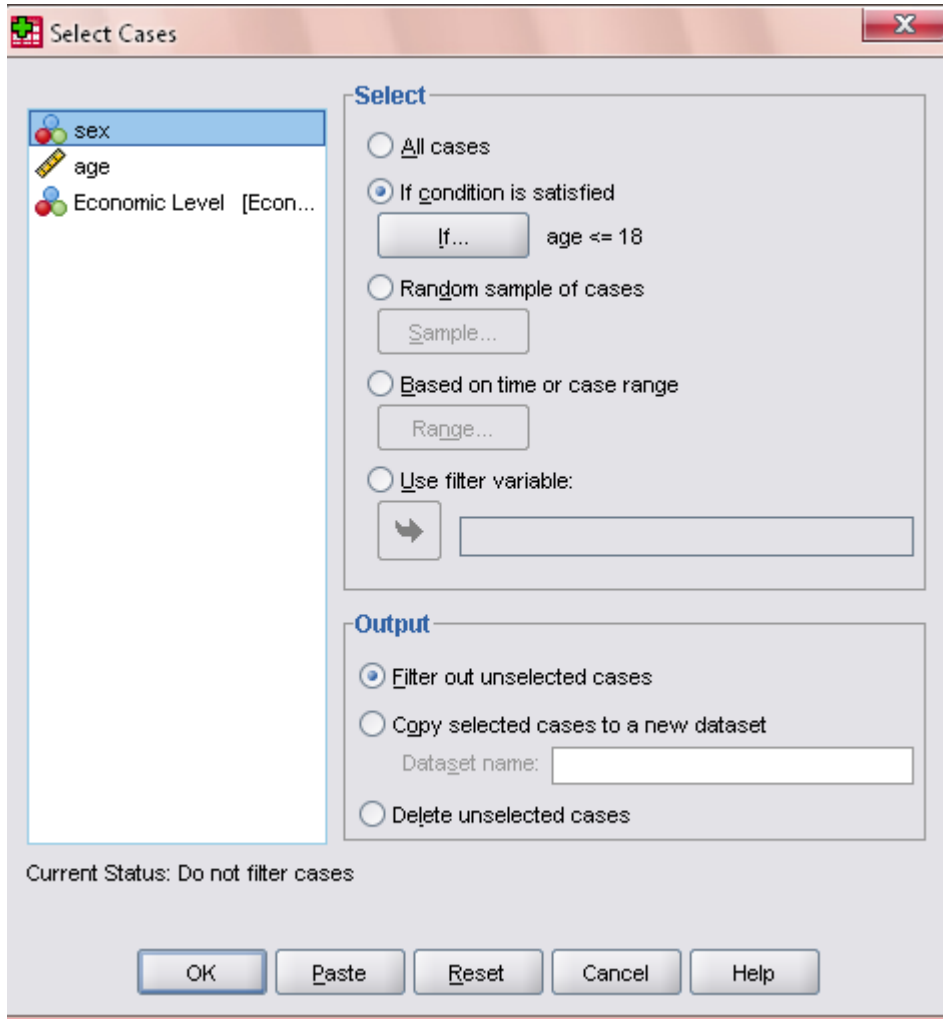 Select Cases
sex
age
Economic Level [Econ...
Select
All cases
If condition is satisfied
If...
age <= 18
Random sample of cases
Sample...
Based on time or case range
Range...
Use filter variable:
Output
Filter out unselected cases
Copy selected cases to a new dataset
Dataset name:
Delete unselected cases
Current Status: Do not filter cases
OK
Paste
Reset
Cancel
Help